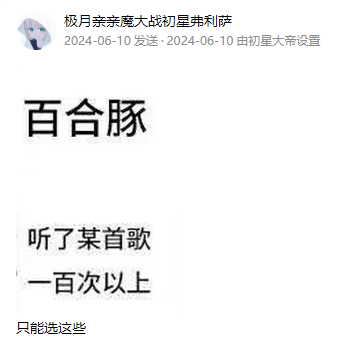 极月亲亲魔大战初星弗利萨
2024-06-10 发送 · 2024-06-10 由初星大帝设置
百合豚
听了某首歌
一百次以上
只能选这些